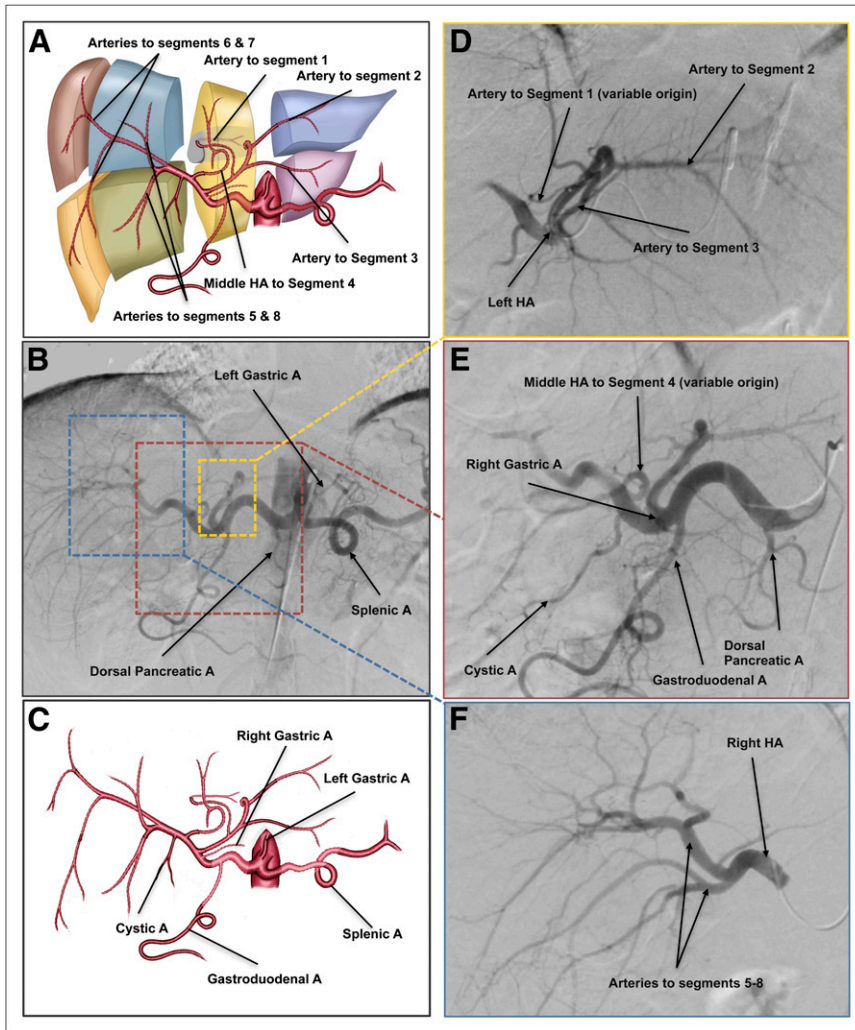 A
Arteries to segments 6 & 7
Artery to segment 1
Artery to segment 2
Artery to Segment 3
Middle HA to Segment 4
Arteries to segments 5 & 8
B
Left Gastric A
Splenic A
Dorsal Pancreatic A
C
Right Gastric A
Left Gastric A
Cystic A
Splenic A
Gastroduodenal A
D
Artery to Segment 2
Artery to Segment 1 (variable origin)
Artery to Segment 3
Left HA
E
Middle HA to Segment 4 (variable origin)
Right Gastric A
Dorsal
Pancreatic A
Cystic A
Gastroduodenal A
F
Right HA
Arteries to segments 5-8